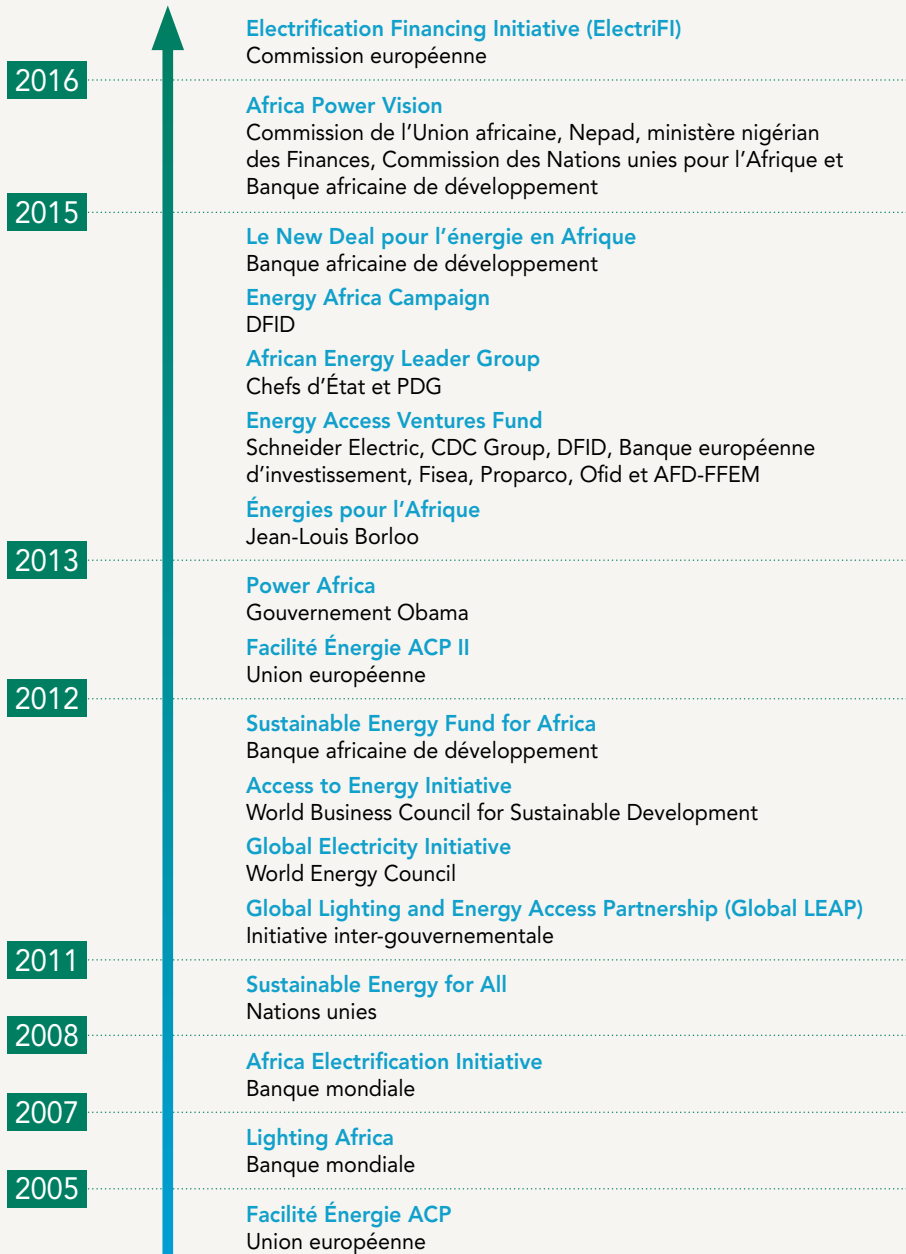 Electrification Financing Initiative (ElectriFI)
Commission européenne
2016
Africa Power Vision
Commission de l’Union africaine, Nepad, ministère nigérian
des Finances, Commission des Nations unies pour l’Afrique et
Banque africaine de développement
2015
Le New Deal pour l’énergie en Afrique
Banque africaine de développement
Energy Africa Campaign
DFID
African Energy Leader Group
Chefs d’État et PDG
Energy Access Ventures Fund
Schneider Electric, CDC Group, DFID, Banque européenne
d’investissement, Fisea, Proparco, Ofid et AFD-FFEM
Énergies pour l’Afrique
Jean-Louis Borloo
2013
Power Africa
Gouvernement Obama
Facilité Énergie ACP II
Union européenne
2012
Sustainable Energy Fund for Africa
Banque africaine de développement
Access to Energy Initiative
World Business Council for Sustainable Development
Global Electricity Initiative
World Energy Council
Global Lighting and Energy Access Partnership (Global LEAP)
Initiative inter-gouvernementale
2011
Sustainable Energy for All
Nations unies
2008
Africa Electrification Initiative
Banque mondiale
2007
Lighting Africa
Banque mondiale
2005
Facilité Énergie ACP
Union européenne